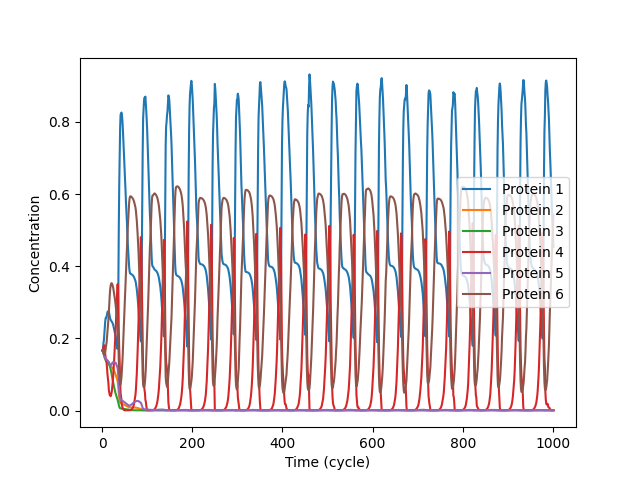 0.8
0.6
0.4
0.2
0.0
Concentration
0 200 400 600 800 1000
Time (cycle)
Protein 1
Protein 2
Protein 3
Protein 4
Protein 5
Protein 6